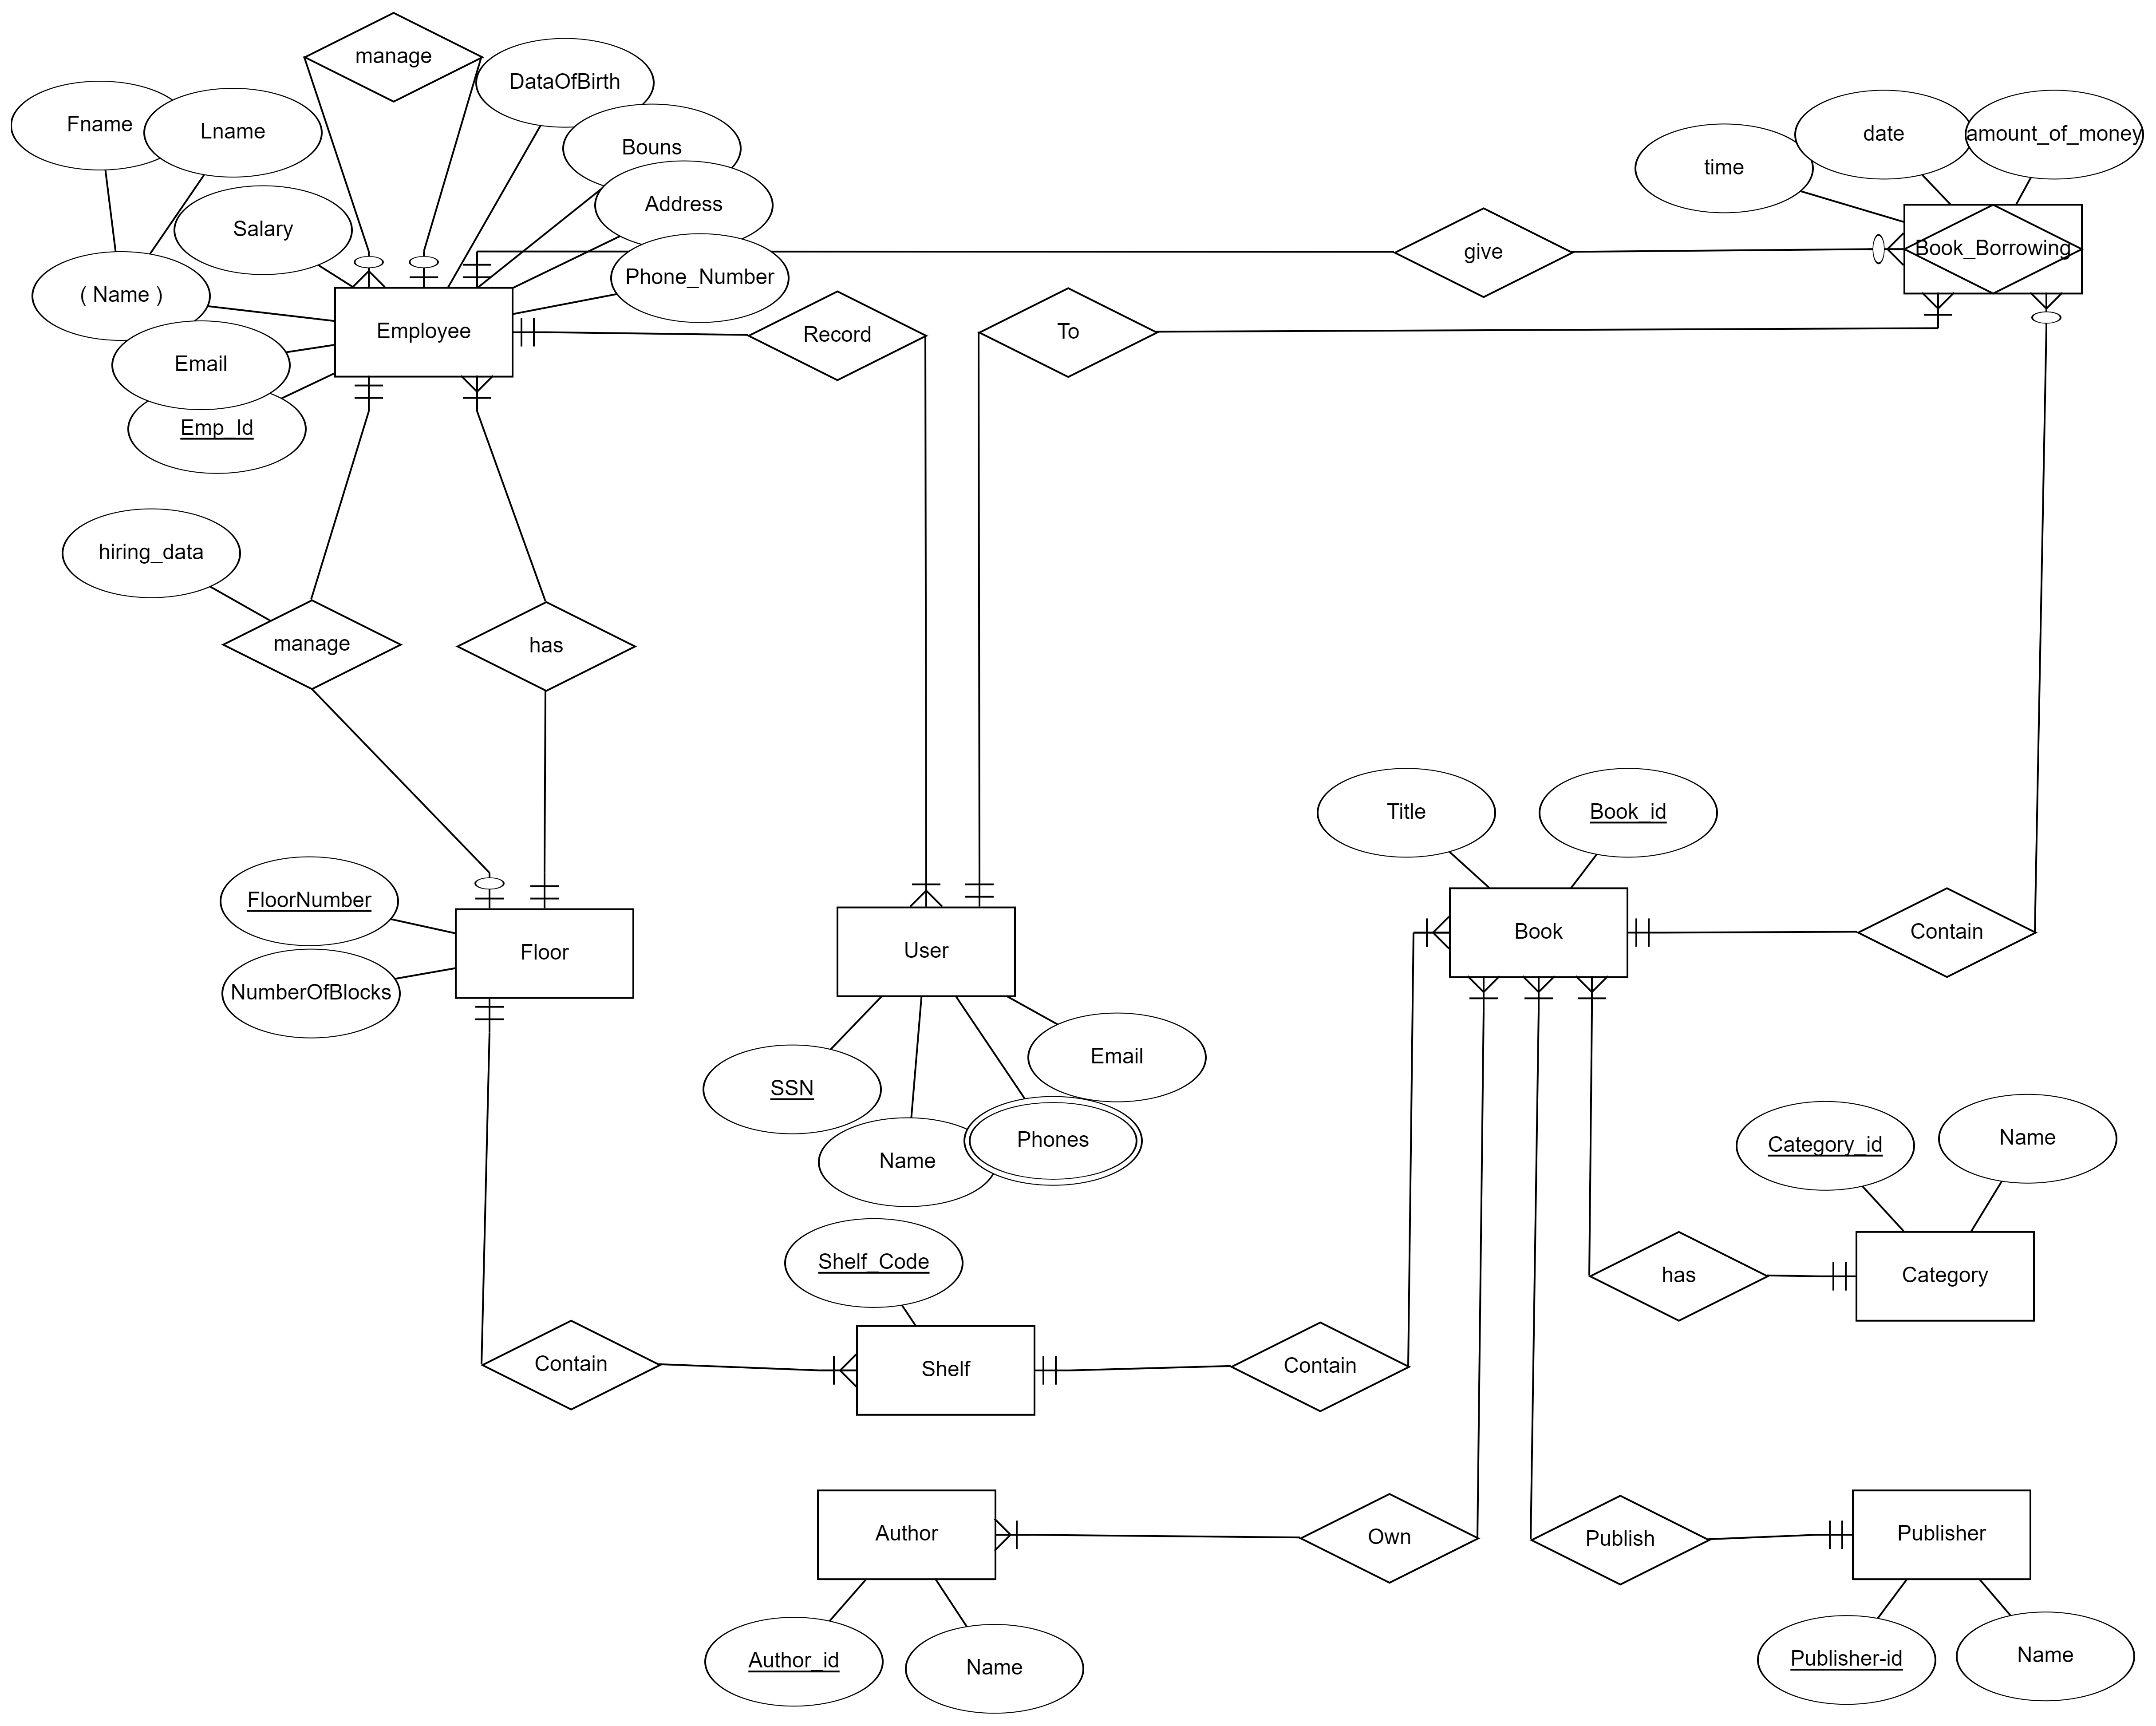 manage
DataOfBirth
Fname
Lname
Bouns
time
date
amount_of_money
Address
Salary
give
Book_Borrowing
Phone_Number
( Name )
Employee
Record
To
Email
Emp_Id
hiring_data
manage
has
Title
Book_id
FloorNumber
Floor
User
Book
Contain
NumberOfBlocks
SSN
Email
Name
Phones
Category_id
Name
Shelf_Code
has
Category
Contain
Shelf
Contain
Author
Own
Publish
Publisher
Author_id
Name
Publisher-id
Name